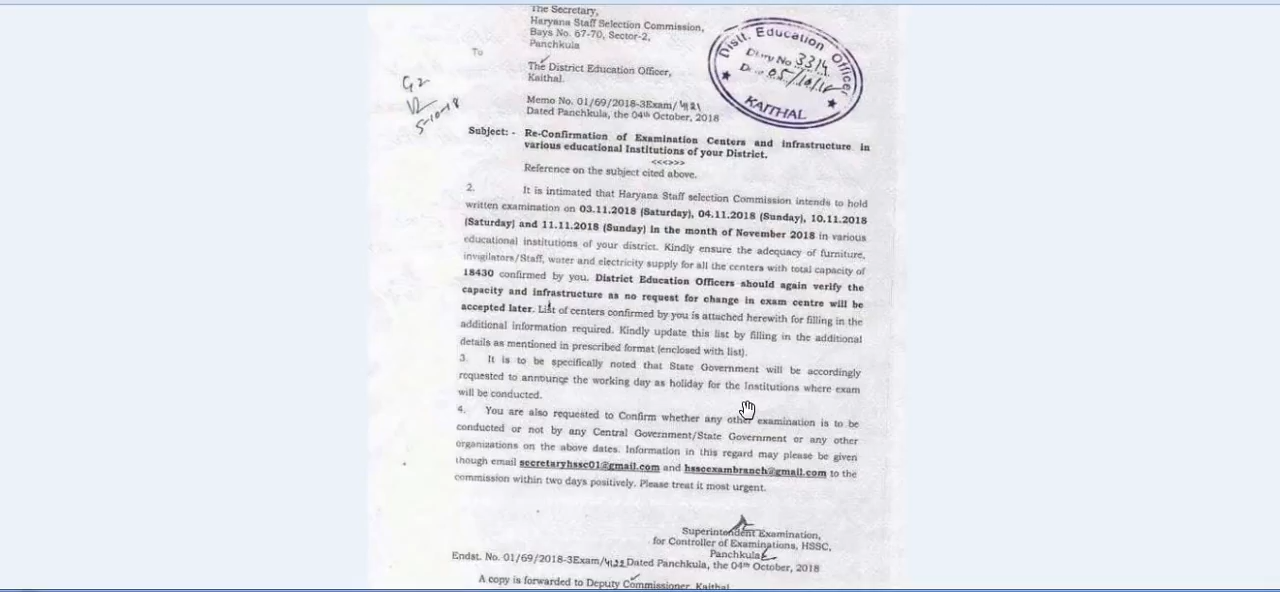 The Secretary,
Haryana Staff Selection Commission,
Bays No. 67-70, Sector-2,
Panchkula
To
The District Education Officer,
Kaithal.
Distt. Education Officer
Diary No 3314
05/10/18
KAITHAL
G2
5-10-18
Memo No. 01/69/2018-3Exam/4121
Dated Panchkula, the 04th October, 2018
Subject: - Re-Confirmation of Examination Centers and infrastructure in
various educational Institutions of your District.
<<<>>>
Reference on the subject cited above.
2. It is intimated that Haryana Staff selection Commission intends to hold
written examination on 03.11.2018 (Saturday), 04.11.2018 (Sunday), 10.11.2018
(Saturday) and 11.11.2018 (Sunday) in the month of November 2018 in various
educational institutions of your district. Kindly ensure the adequacy of furniture,
invigilators/Staff, water and electricity supply for all the centers with total capacity of
18430 confirmed by you. District Education Officers should again verify the
capacity and infrastructure as no request for change in exam centre will be
accepted later. List of centers confirmed by you is attached herewith for filling in the
additional information required. Kindly update this list by filling in the additional
details as mentioned in prescribed format (enclosed with list).
3. It is to be specifically noted that State Government will be accordingly
requested to announce the working day as holiday for the Institutions where exam
will be conducted.
4. You are also requested to Confirm whether any other examination is to be
conducted or not by any Central Government/State Government or any other
organizations on the above dates. Information in this regard may please be given
though email secretaryhssc01@gmail.com and hsscexambranch@gmail.com to the
commission within two days positively. Please treat it most urgent.
Superintendent Examination,
for Controller of Examinations, HSSC,
Panchkula
Endst. No. 01/69/2018-3Exam/4122 Dated Panchkula, the 04th October, 2018
A copy is forwarded to Deputy Commissioner, Kaithal